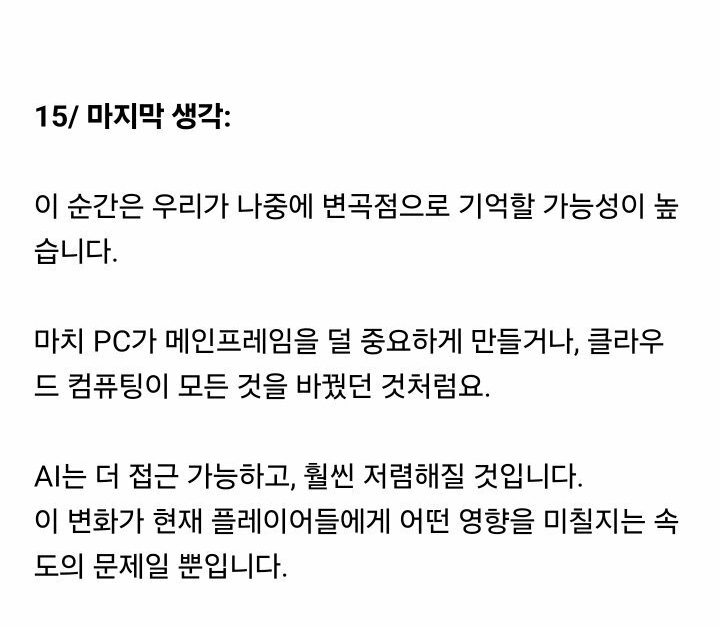 15/ 마지막 생각:
이 순간은 우리가 나중에 변곡점으로 기억할 가능성이 높
습니다.
마치 PC가 메인프레임을 덜 중요하게 만들거나, 클라우
드 컴퓨팅이 모든 것을 바꿨던 것처럼요.
AI는 더 접근 가능하고, 훨씬 저렴해질 것입니다.
이 변화가 현재 플레이어들에게 어떤 영향을 미칠지는 속
도의 문제일 뿐입니다.